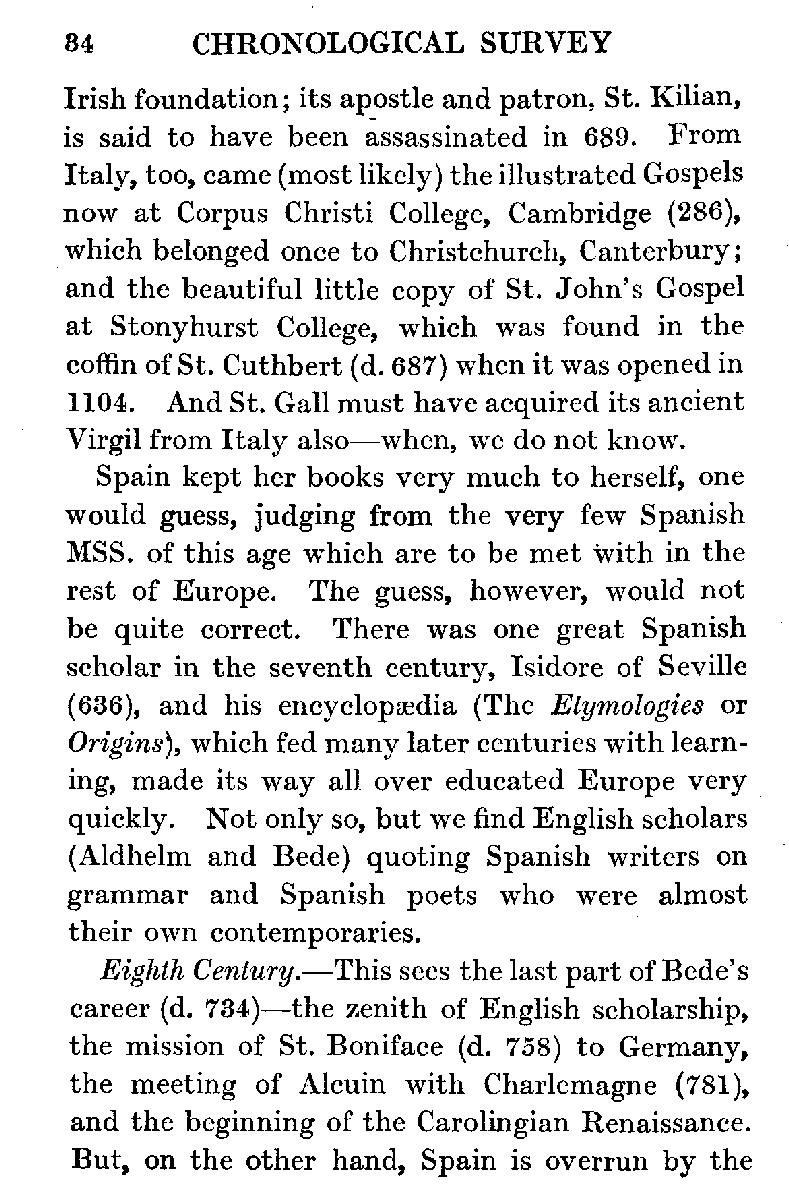 84 CHRONOLOGICAL SURVEY
Irish foundation; its apostle and patron, St. Kilian,
is said to have been assassinated in 689. From
Italy, too, came (most likely) the illustrated Gospels
now at Corpus Christi College, Cambridge (286),
which belonged once to Christchurch, Canterbury;
and the beautiful little copy of St. John's Gospel
at Stonyhurst College, which was found in the
coffin of St. Cuthbert (d. 687) when it was opened in
1104. And St. Gall must have acquired its ancient
Virgil from Italy also—when, we do not know.
Spain kept her books very much to herself, one
would guess, judging from the very few Spanish
MSS. of this age which are to be met with in the
rest of Europe. The guess, however, would not
be quite correct. There was one great Spanish
scholar in the seventh century, Isidore of Seville
(636), and his encyclopædia (The Etymologies or
Origins), which fed many later centuries with learn-
ing, made its way all over educated Europe very
quickly. Not only so, but we find English scholars
(Aldhelm and Bede) quoting Spanish writers on
grammar and Spanish poets who were almost
their own contemporaries.
Eighth Century.—This sees the last part of Bede's
career (d. 734)—the zenith of English scholarship,
the mission of St. Boniface (d. 758) to Germany,
the meeting of Alcuin with Charlemagne (781),
and the beginning of the Carolingian Renaissance.
But, on the other hand, Spain is overrun by the